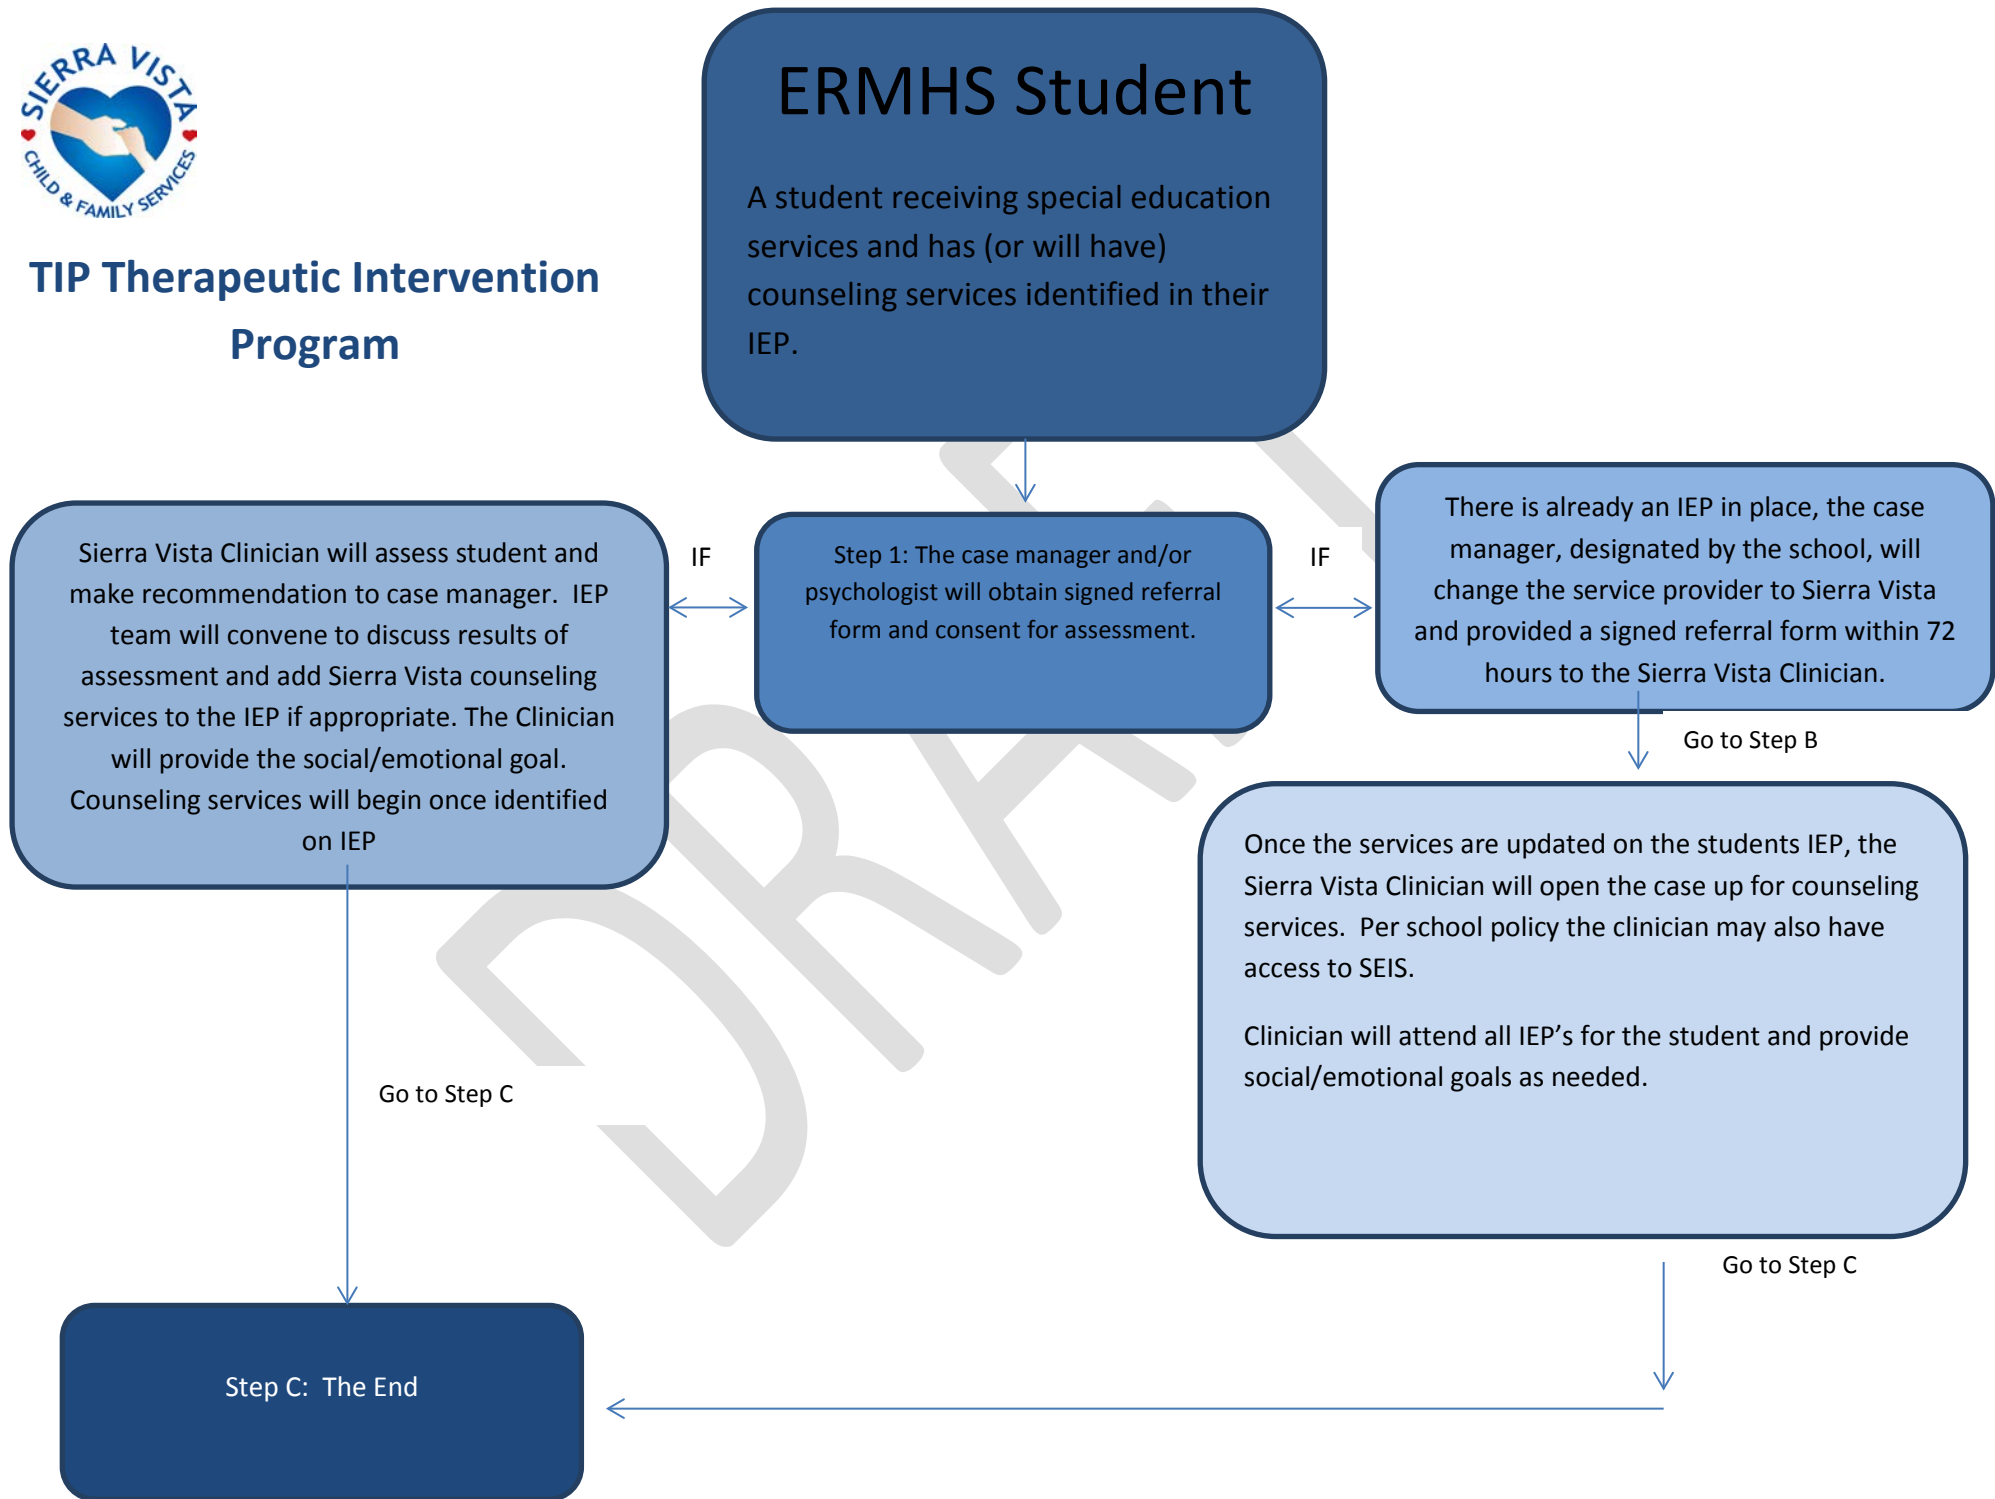 SIERRA VISTA
CHILD & FAMILY SERVICES
TIP Therapeutic Intervention
Program
ERMHS Student
A student receiving special education
services and has (or will have)
counseling services identified in their
IEP.
Sierra Vista Clinician will assess student and
make recommendation to case manager.  IEP
team will convene to discuss results of
assessment and add Sierra Vista counseling
services to the IEP if appropriate. The Clinician
will provide the social/emotional goal.
Counseling services will begin once identified
on IEP
IF
Step 1: The case manager and/or
psychologist will obtain signed referral
form and consent for assessment.
IF
There is already an IEP in place, the case
manager, designated by the school, will
change the service provider to Sierra Vista
and provided a signed referral form within 72
hours to the Sierra Vista Clinician.
Go to Step B
Once the services are updated on the students IEP, the
Sierra Vista Clinician will open the case up for counseling
services.  Per school policy the clinician may also have
access to SEIS.
Clinician will attend all IEP’s for the student and provide
social/emotional goals as needed.
Go to Step C
Go to Step C
Step C:  The End
DRAFT